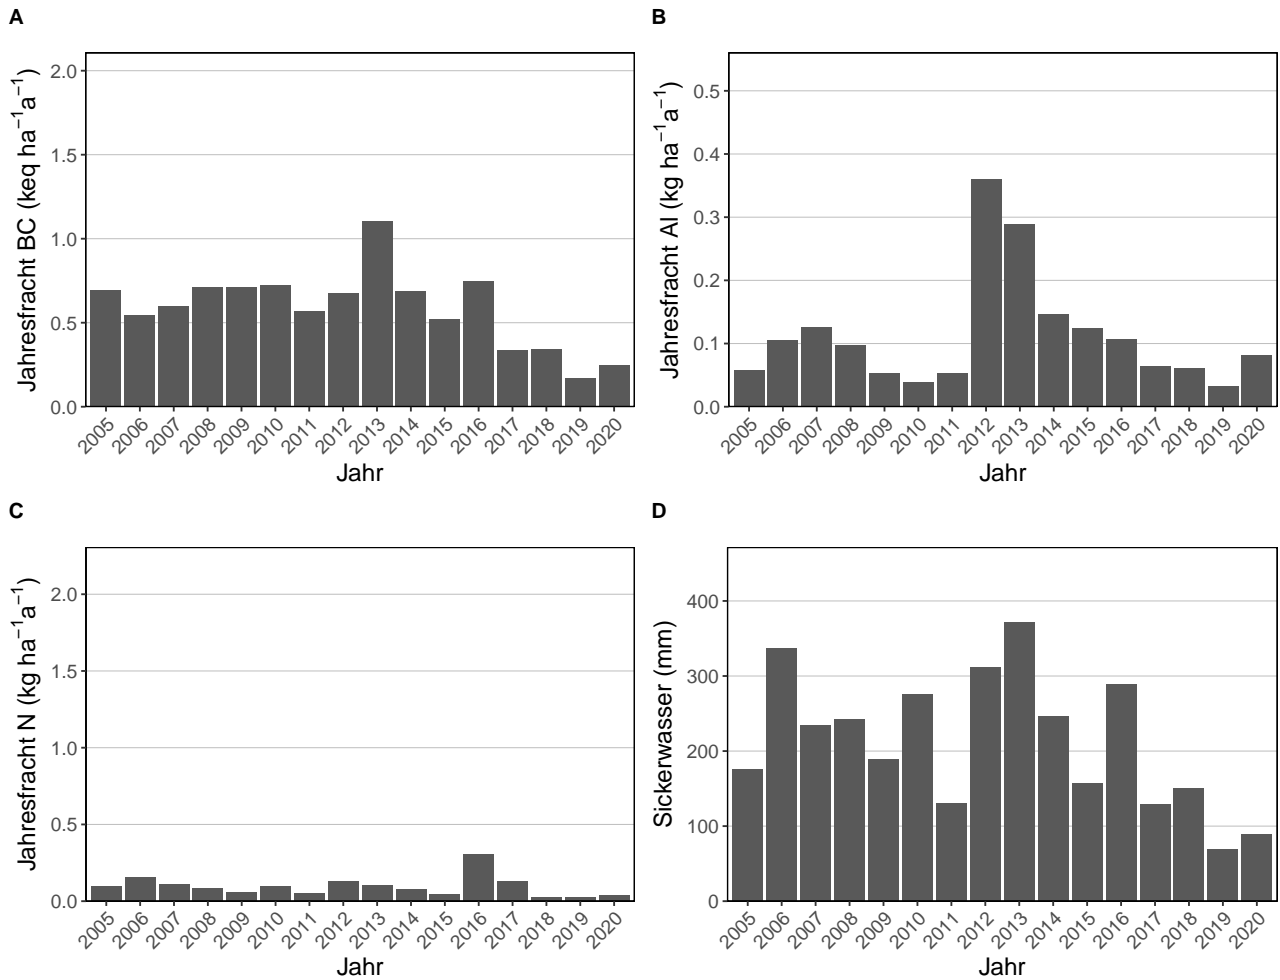 A
Jahresfracht BC (keq ha⁻¹a⁻¹)
2.0
1.5
1.0
0.5
0.0
2005 2006 2007 2008 2009 2010 2011 2012 2013 2014 2015 2016 2017 2018 2019 2020
Jahr
B
Jahresfracht Al (kg ha⁻¹a⁻¹)
0.5
0.4
0.3
0.2
0.1
0.0
2005 2006 2007 2008 2009 2010 2011 2012 2013 2014 2015 2016 2017 2018 2019 2020
Jahr
C
Jahresfracht N (kg ha⁻¹a⁻¹)
2.0
1.5
1.0
0.5
0.0
2005 2006 2007 2008 2009 2010 2011 2012 2013 2014 2015 2016 2017 2018 2019 2020
Jahr
D
Sickerwasser (mm)
400
300
200
100
0
2005 2006 2007 2008 2009 2010 2011 2012 2013 2014 2015 2016 2017 2018 2019 2020
Jahr